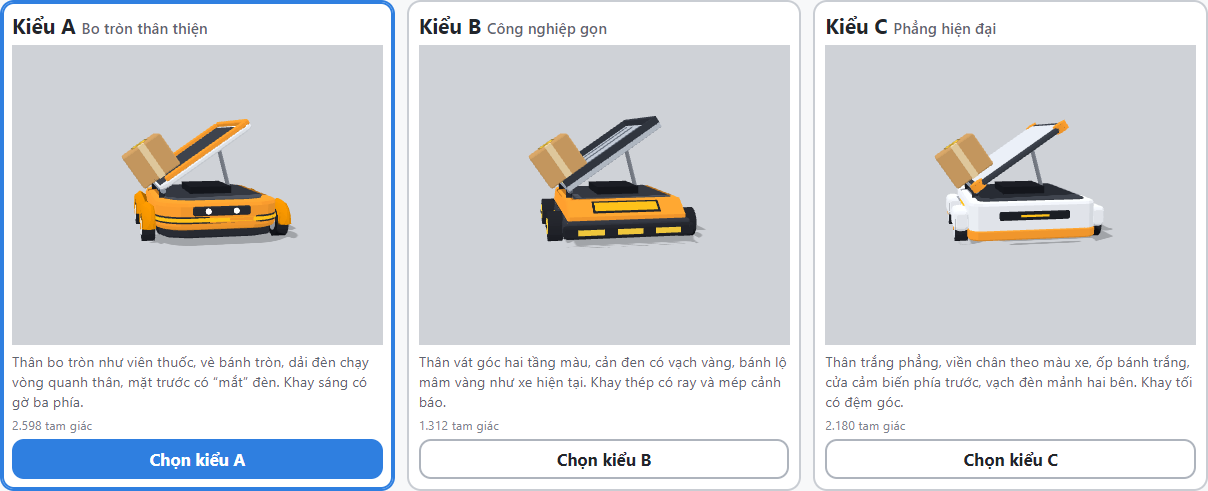 Kiểu A Bo tròn thân thiện
Thân bo tròn như viên thuốc, vè bánh tròn, dải đèn chạy
vòng quanh thân, mặt trước có “mắt” đèn. Khay sáng có
gờ ba phía.
2.598 tam giác
Chọn kiểu A
Kiểu B Công nghiệp gọn
Thân vát góc hai tầng màu, cản đen có vạch vàng, bánh lộ
mâm vàng như xe hiện tại. Khay thép có ray và mép cảnh
báo.
1.312 tam giác
Chọn kiểu B
Kiểu C Phẳng hiện đại
Thân trắng phẳng, viền chân theo màu xe, ốp bánh trắng,
cửa cảm biến phía trước, vạch đèn mảnh hai bên. Khay tối
có đệm góc.
2.180 tam giác
Chọn kiểu C